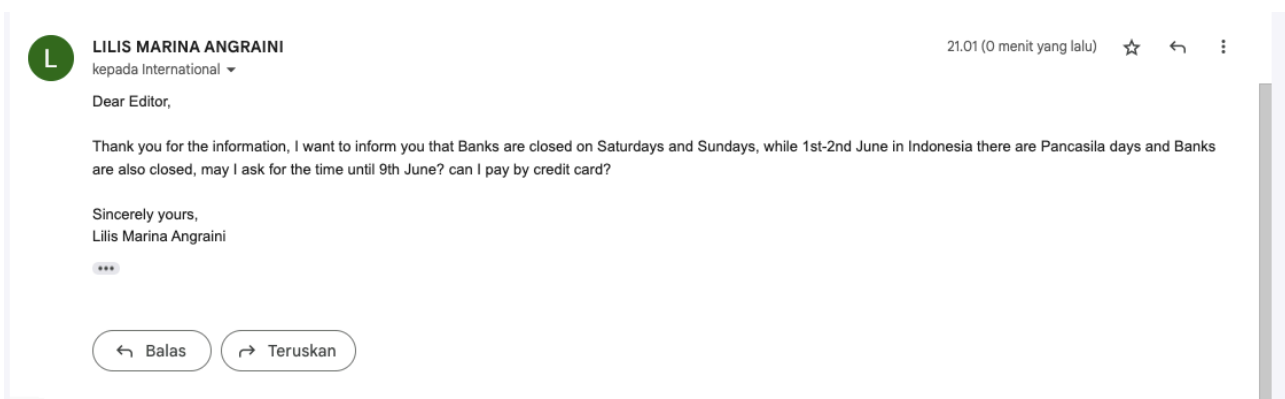 L
LILIS MARINA ANGRAINI
21.01 (0 menit yang lalu)
kepada International
Dear Editor,
Thank you for the information, I want to inform you that Banks are closed on Saturdays and Sundays, while 1st-2nd June in Indonesia there are Pancasila days and Banks
are also closed, may I ask for the time until 9th June? can I pay by credit card?
Sincerely yours,
Lilis Marina Angraini
Balas
Teruskan